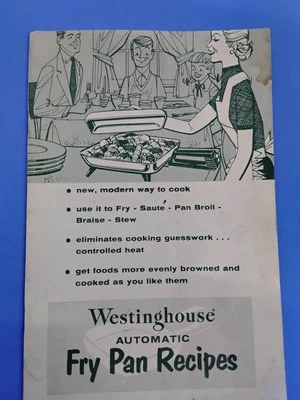 ● new, modern way to cook
● use it to Fry - Sauté - Pan Broil -
Braise - Stew
● eliminates cooking guesswork . . .
controlled heat
● get foods more evenly browned and
cooked as you like them
Westinghouse
AUTOMATIC
Fry Pan Recipes